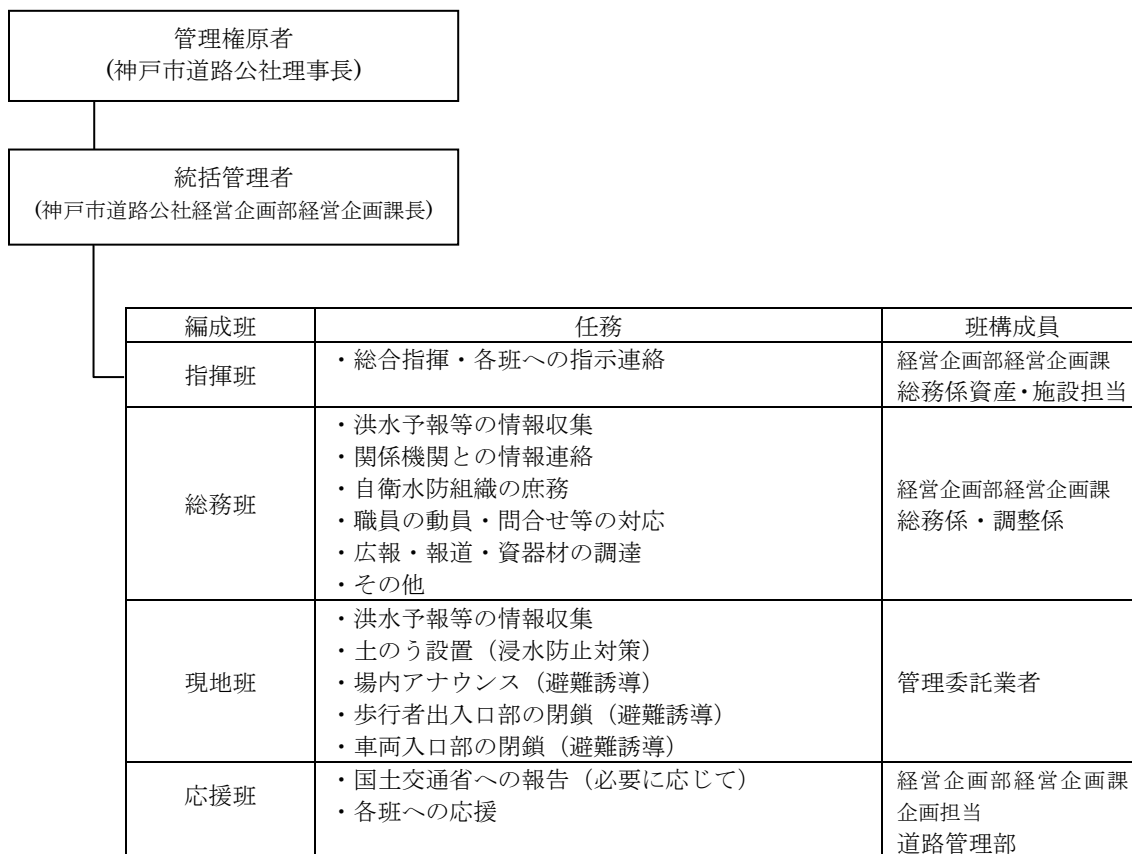 管理権原者
(神戸市道路公社理事長)
統括管理者
(神戸市道路公社経営企画部経営企画課長)
編成班 任務 班構成員
指揮班
・総合指揮・各班への指示連絡
経営企画部経営企画課
総務係資産・施設担当
総務班
・洪水予報等の情報収集
・関係機関との情報連絡
・自衛水防組織の庶務
・職員の動員・問合せ等の対応
・広報・報道・資器材の調達
・その他
経営企画部経営企画課
総務係・調整係
現地班
・洪水予報等の情報収集
・土のう設置（浸水防止対策）
・場内アナウンス（避難誘導）
・歩行者出入口部の閉鎖（避難誘導）
・車両入口部の閉鎖（避難誘導）
管理委託業者
応援班
・国土交通省への報告（必要に応じて）
・各班への応援
経営企画部経営企画課
企画担当
道路管理部